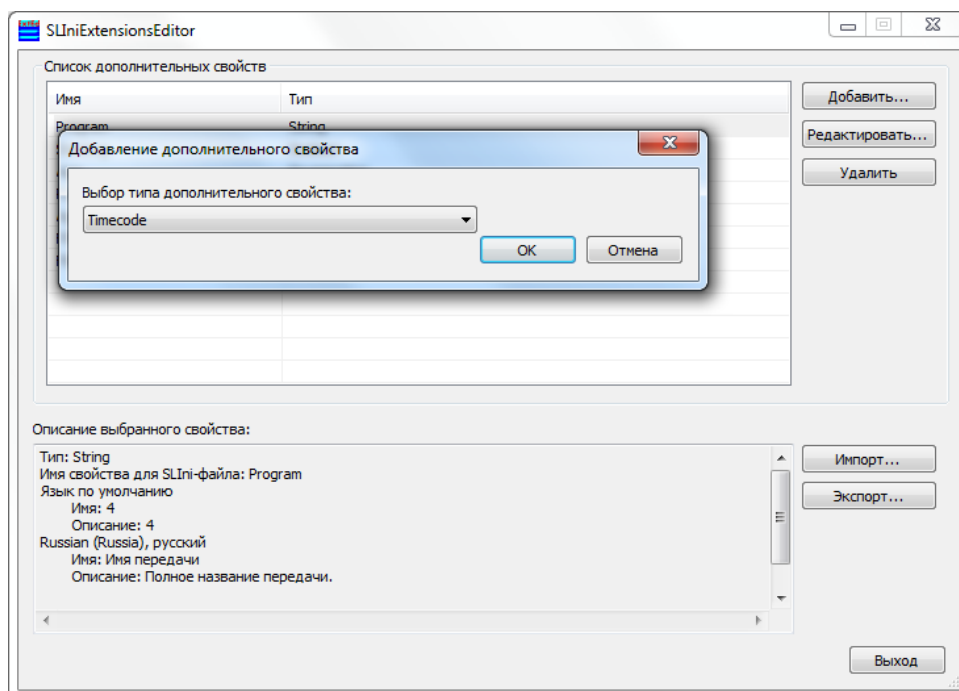 SLIniExtensionsEditor
Список дополнительных свойств
Имя Тип
Program String
Добавить...
Редактировать...
Удалить
Добавление дополнительного свойства
Выбор типа дополнительного свойства:
Timecode
OK Отмена
Описание выбранного свойства:
Тип: String
Имя свойства для SLIni-файла: Program
Язык по умолчанию
Имя: 4
Описание: 4
Russian (Russia), русский
Имя: Имя передачи
Описание: Полное название передачи.
Импорт...
Экспорт...
Выход